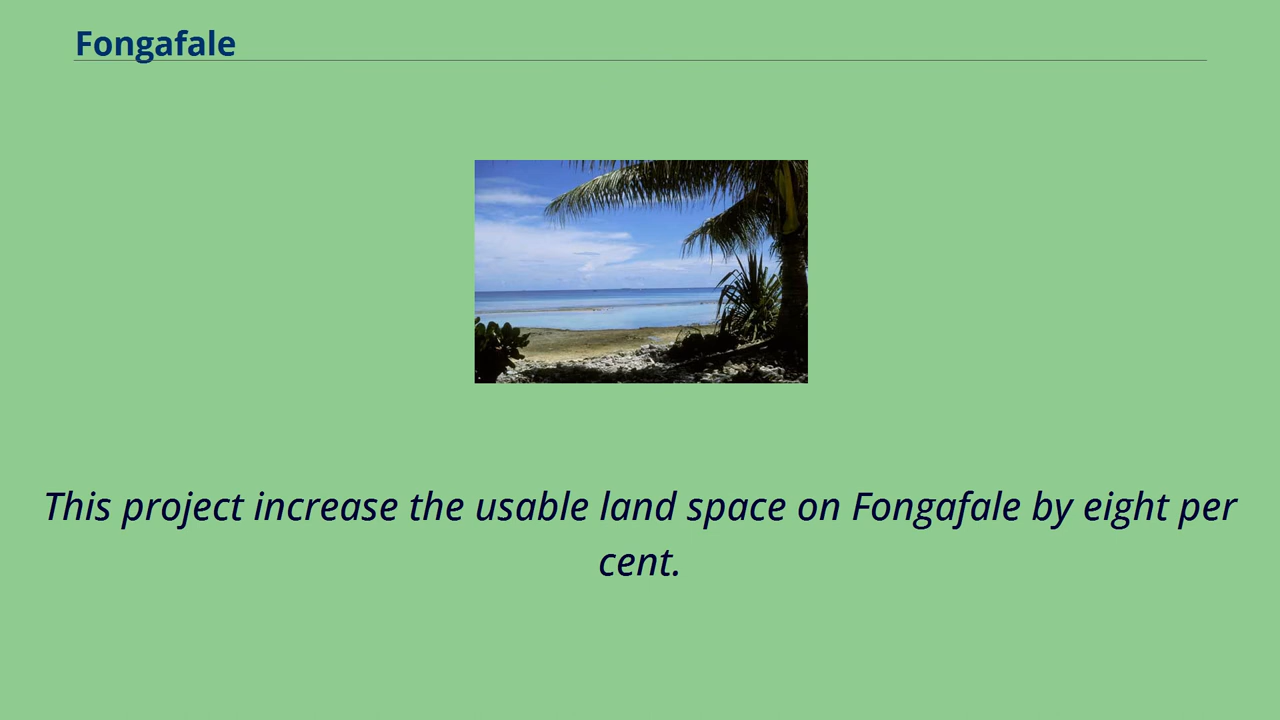 Fongafale
This project increase the usable land space on Fongafale by eight per
cent.